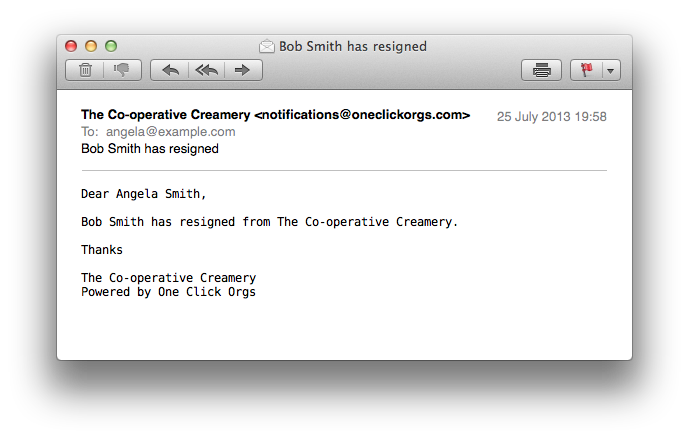 Bob Smith has resigned
The Co-operative Creamery <notifications@oneclickorgs.com> 25 July 2013 19:58
To: angela@example.com
Bob Smith has resigned
Dear Angela Smith,
Bob Smith has resigned from The Co-operative Creamery.
Thanks
The Co-operative Creamery
Powered by One Click Orgs